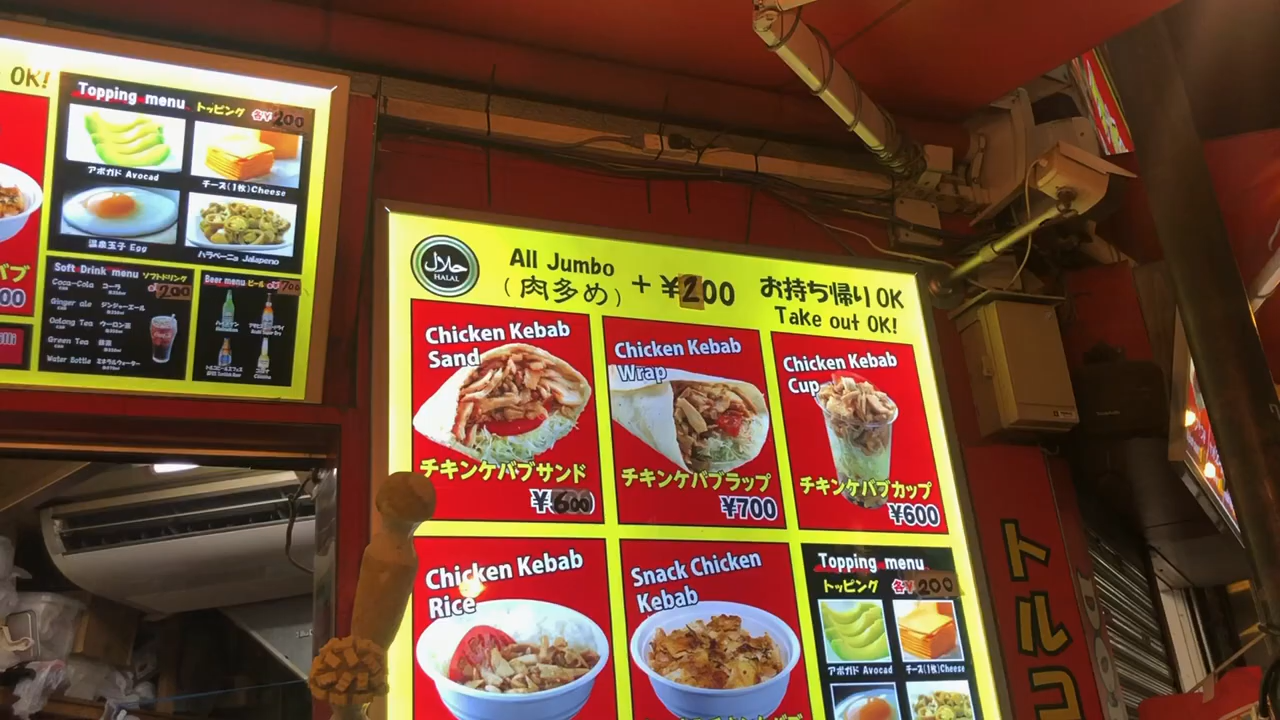 OK!
Topping menu トッピング 各¥200
アボガド Avocad
チーズ(1枚)Cheese
温泉玉子 Egg
ハラペーニョ Jalapeno
Soft Drink menu ソフトドリンク
200
Coca-Cola コーラ
Ginger ale ジンジャーエール
Oolong Tea ウーロン茶
Green Tea 緑茶
Water Bottle ミネラルウォーター
Beer menu ビール 700
حلال
HALAL
All Jumbo
(肉多め)
+ ¥200
お持ち帰りOK
Take out OK!
Chicken Kebab
Sand
チキンケバブサンド
¥600
Chicken Kebab
Wrap
チキンケバブラップ
¥700
Chicken Kebab
Cup
チキンケバブカップ
¥600
Chicken Kebab
Rice
Snack Chicken
Kebab
Topping menu
トッピング 各¥200
アボガド Avocad
チーズ(1枚)Cheese
トルコ